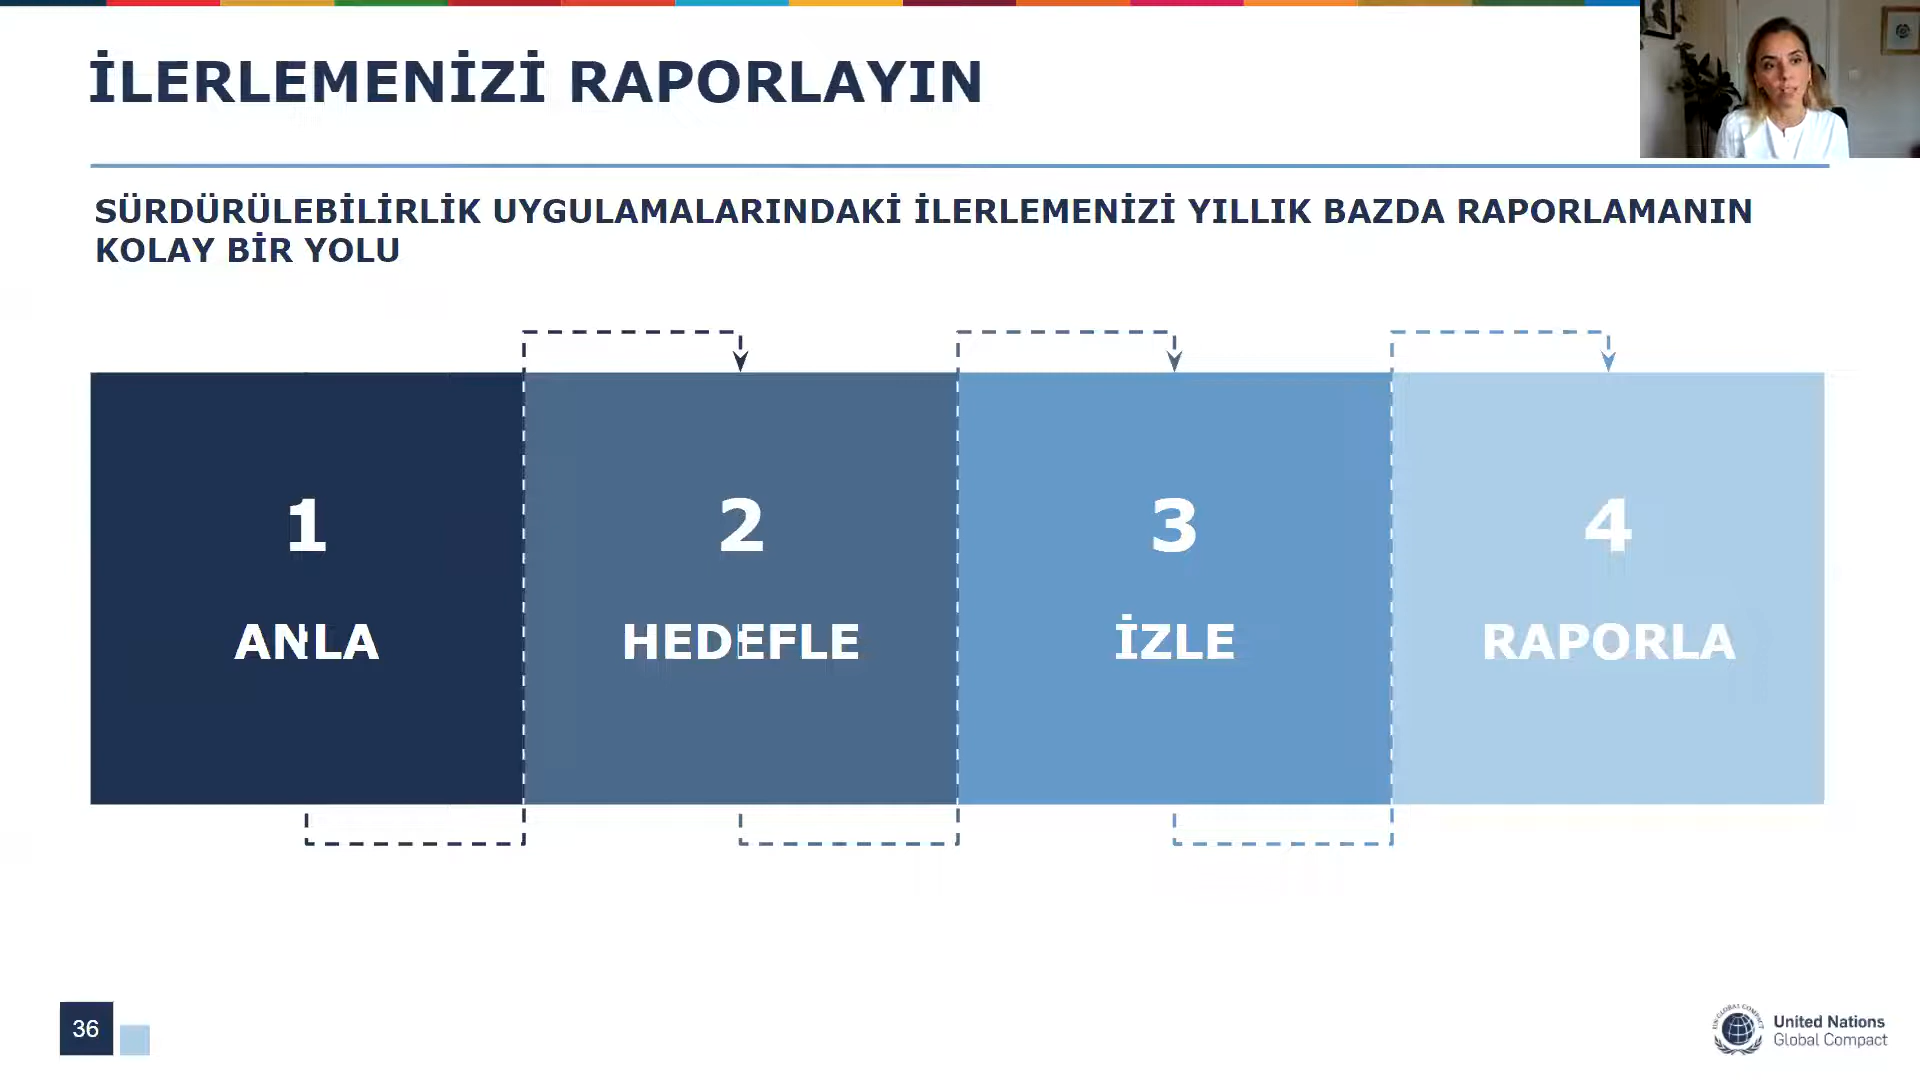 İLERLEMENİZİ RAPORLAYIN
SÜRDÜRÜLEBİLİRLİK UYGULAMALARINDAKİ İLERLEMENİZİ YILLIK BAZDA RAPORLAMANIN
KOLAY BİR YOLU
1
ANLA
2
HEDEFLE
3
İZLE
4
RAPORLA
36
United Nations
Global Compact